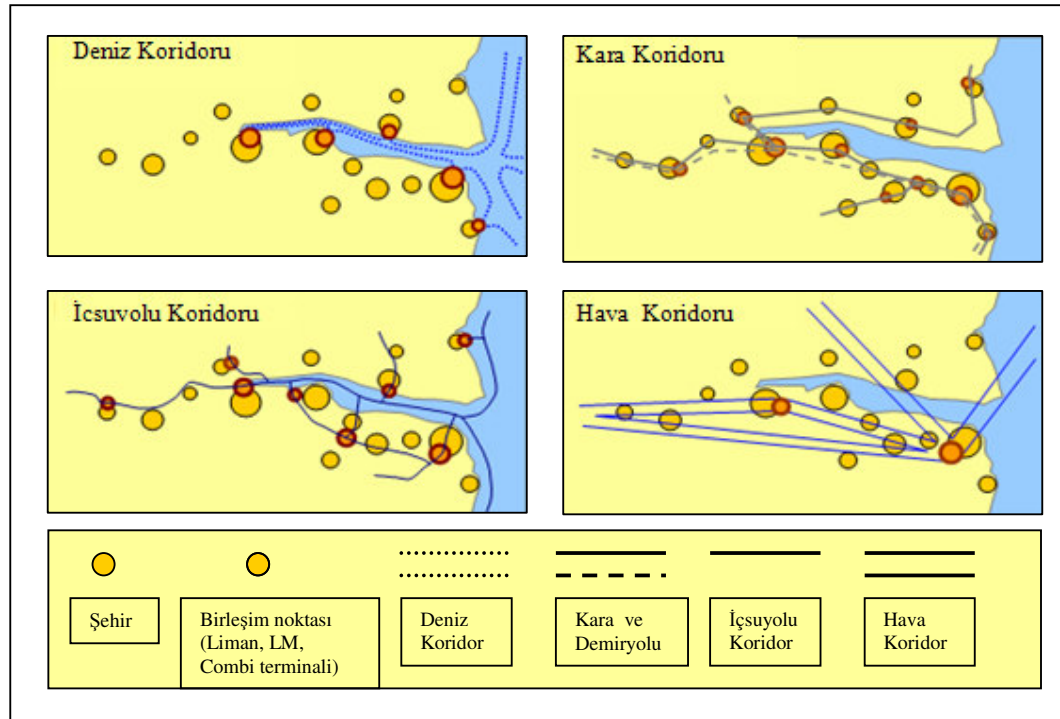 Deniz Koridoru
Kara Koridoru
İcsuvolu Koridoru
Hava Koridoru
Şehir
Birleşim noktası
(Liman, LM,
Combi terminali)
Deniz
Koridor
Kara ve
Demiryolu
İçsuyolu
Koridor
Hava
Koridor